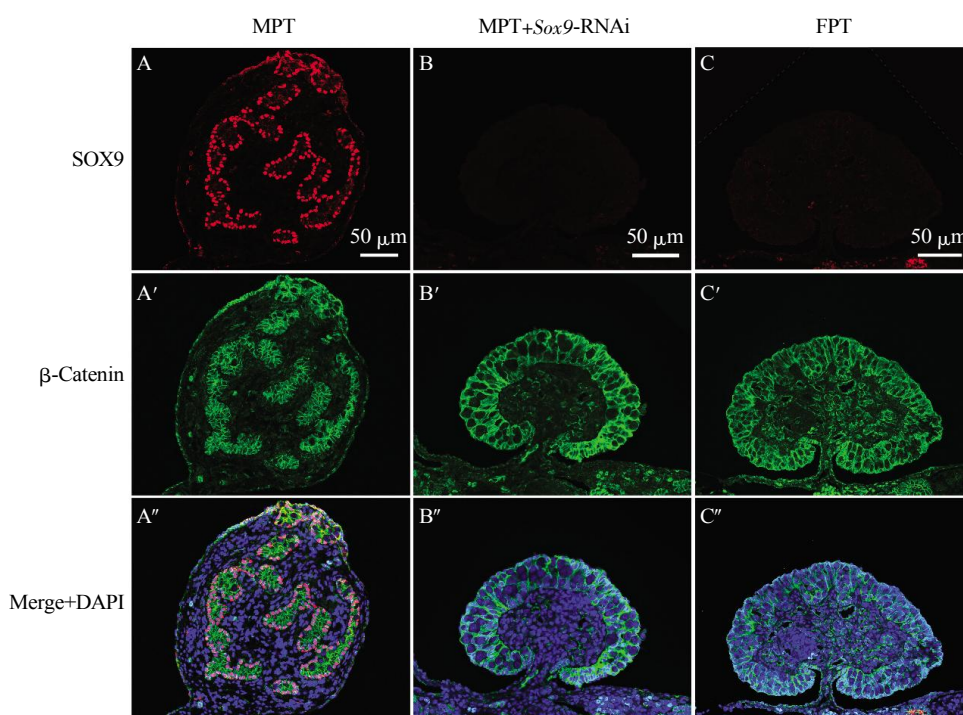 MPT MPT+Sox9-RNAi FPT
A B C
SOX9
50 μm 50 μm 50 μm
A′ B′ C′
β-Catenin
A″ B″ C″
Merge+DAPI